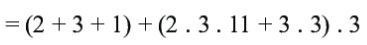 = (2 + 3 + 1) + (2 . 3 . 11 + 3 . 3) . 3